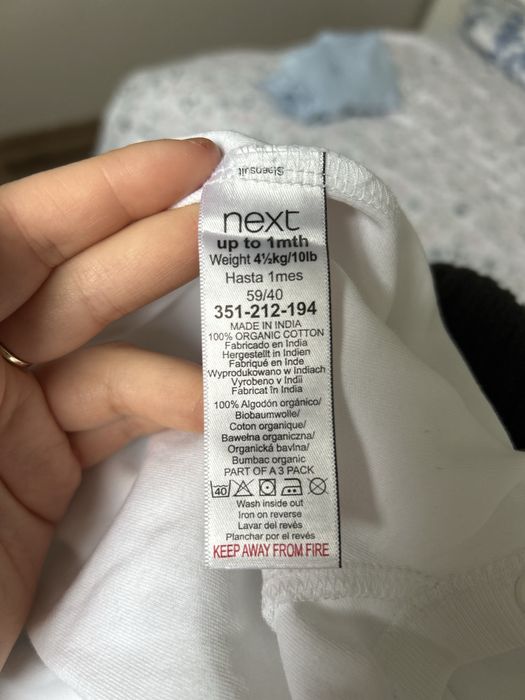 Sleepsuit
next
up to 1mth
Weight 4½kg/10lb
Hasta 1mes
59/40
351-212-194
MADE IN INDIA
100% ORGANIC COTTON
Fabricado en India
Hergestellt in Indien
Fabriqué en Inde
Wyprodukowano w Indiach
Vyrobeno v Indii
Fabricat în India
100% Algodón orgánico/
Biobaumwolle/
Coton organique/
Bawełna organiczna/
Organická bavlna/
Bumbac organic
PART OF A 3 PACK
40
Wash inside out
Iron on reverse
Lavar del revés
Planchar por el revés
KEEP AWAY FROM FIRE